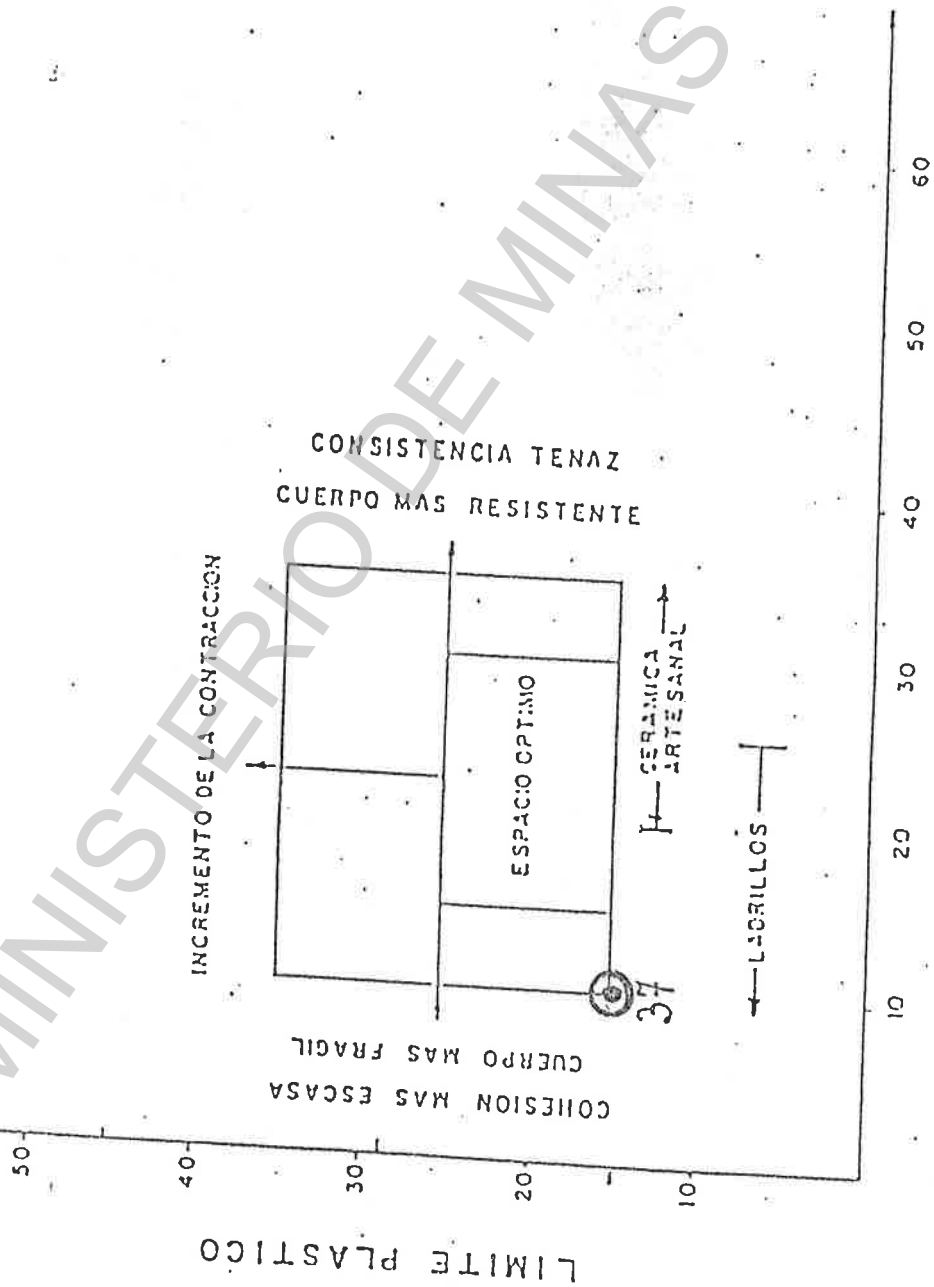 MINISTERIO DE MINAS
INCREMENTO DE LA CONTRACCION
CONSISTENCIA TENAZ
CUERPO MAS RESISTENTE
COHESION MAS ESCASA
CUERPO MAS FRAGIL
ESPACIO OPTIMO
37
CERAMICA
ARTESANAL
LADRILLOS
LIMITE PLASTICO
50
40
30
20
10
10
20
30
40
50
60